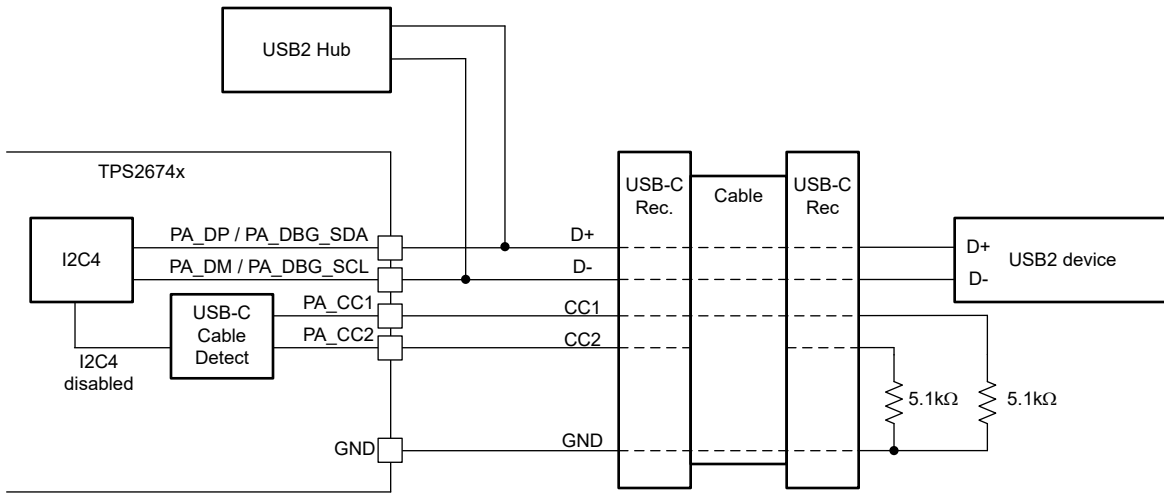 USB2 Hub
TPS2674x
I2C4
PA_DP / PA_DBG_SDA
PA_DM / PA_DBG_SCL
USB-C
Cable
Detect
PA_CC1
PA_CC2
I2C4
disabled
GND
D+
D-
CC1
CC2
GND
USB-C
Rec.
Cable
USB-C
Rec
D+
D-
USB2 device
5.1kΩ
5.1kΩ